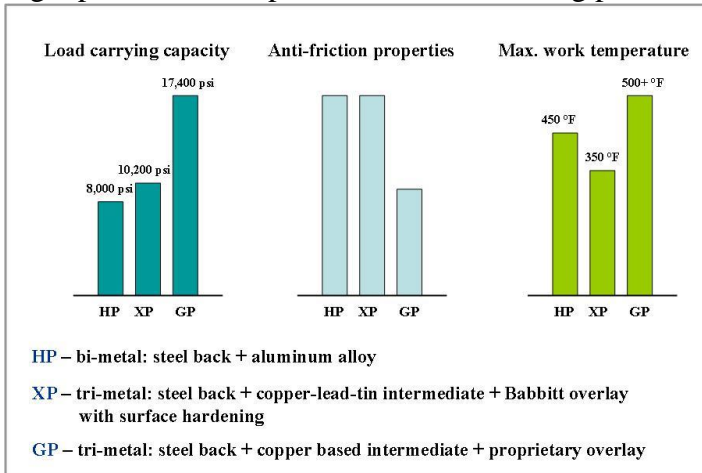 Load carrying capacity
17,400 psi
10,200 psi
8,000 psi
HP XP GP
Anti-friction properties
HP XP GP
Max. work temperature
500+ °F
450 °F
350 °F
HP XP GP
HP – bi-metal: steel back + aluminum alloy
XP – tri-metal: steel back + copper-lead-tin intermediate + Babbitt overlay
with surface hardening
GP – tri-metal: steel back + copper based intermediate + proprietary overlay